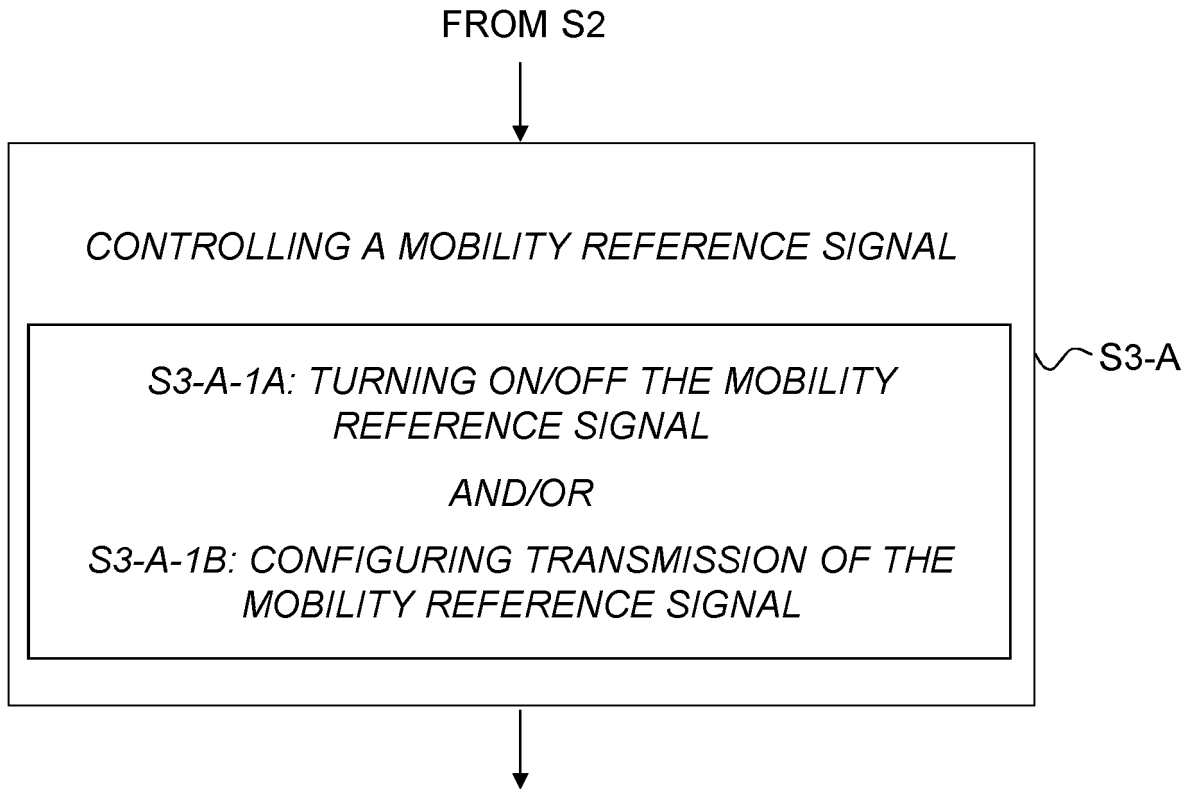 FROM S2
CONTROLLING A MOBILITY REFERENCE SIGNAL
S3-A-1A: TURNING ON/OFF THE MOBILITY
REFERENCE SIGNAL
AND/OR
S3-A-1B: CONFIGURING TRANSMISSION OF THE
MOBILITY REFERENCE SIGNAL
S3-A